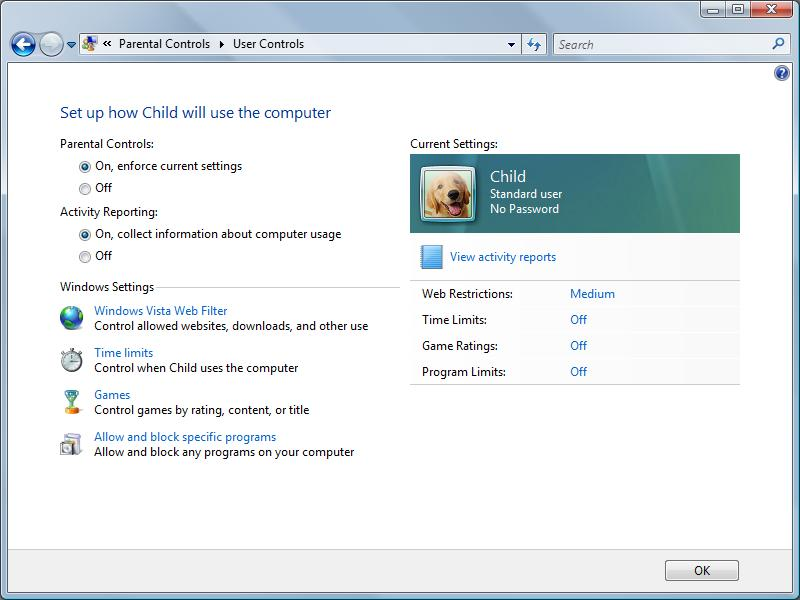 « Parental Controls ▸ User Controls
Search
Set up how Child will use the computer
Parental Controls:
On, enforce current settings
Off
Activity Reporting:
On, collect information about computer usage
Off
Windows Settings
Windows Vista Web Filter
Control allowed websites, downloads, and other use
Time limits
Control when Child uses the computer
Games
Control games by rating, content, or title
Allow and block specific programs
Allow and block any programs on your computer
Current Settings:
Child
Standard user
No Password
View activity reports
Web Restrictions: Medium
Time Limits: Off
Game Ratings: Off
Program Limits: Off
OK